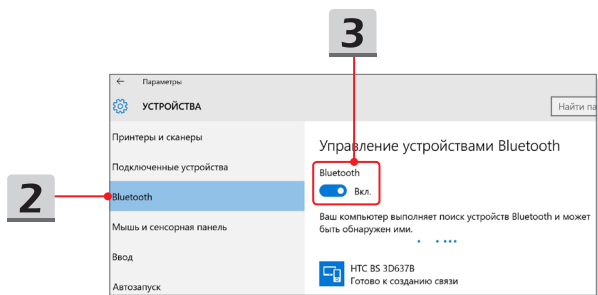 3
← Параметры
УСТРОЙСТВА
Найти па
Принтеры и сканеры
Подключенные устройства
2
Bluetooth
Мышь и сенсорная панель
Ввод
Автозапуск
Управление устройствами Bluetooth
Bluetooth
Вкл.
Ваш компьютер выполняет поиск устройств Bluetooth и может
быть обнаружен ими.
HTC BS 3D637B
Готово к созданию связи